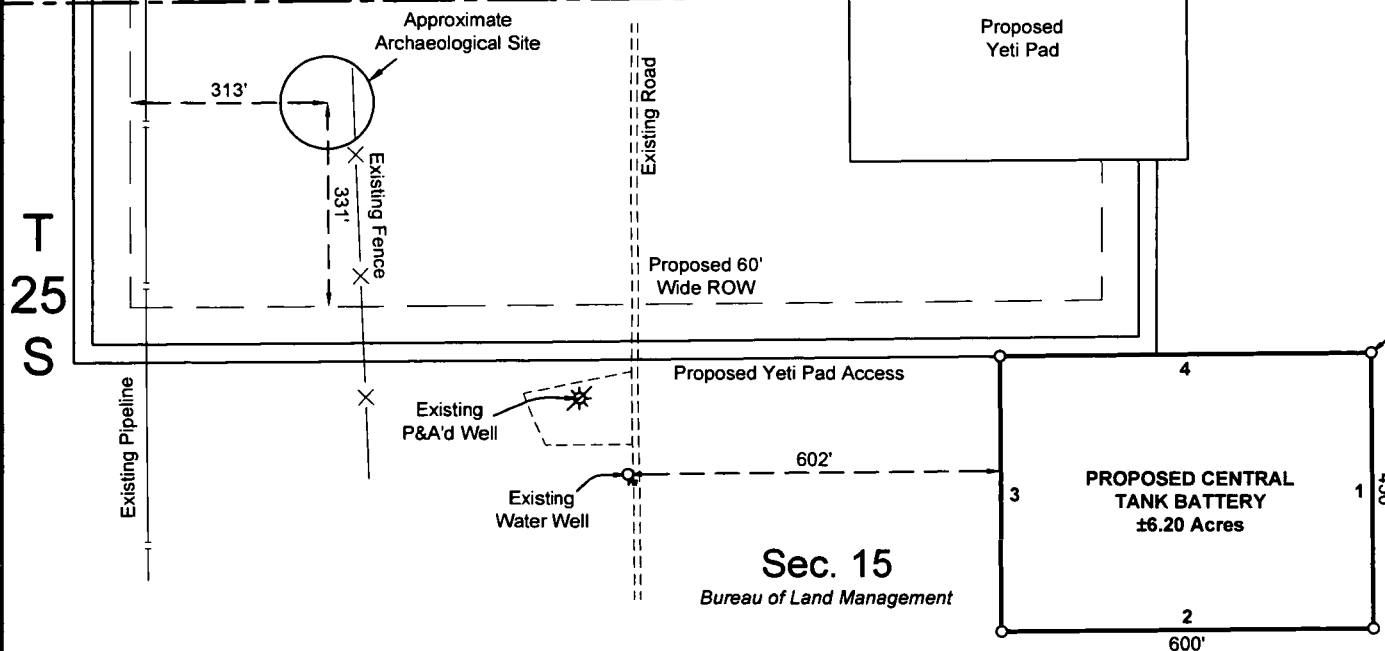 Approximate
Archaeological Site
Proposed
Yeti Pad
313'
Existing Road
Existing Fence
331'
T
25
S
Proposed 60'
Wide ROW
Proposed Yeti Pad Access
4
Existing Pipeline
Existing
P&A'd Well
602'
Existing
Water Well
3
PROPOSED CENTRAL
TANK BATTERY
±6.20 Acres
1
Sec. 15
Bureau of Land Management
2
600'